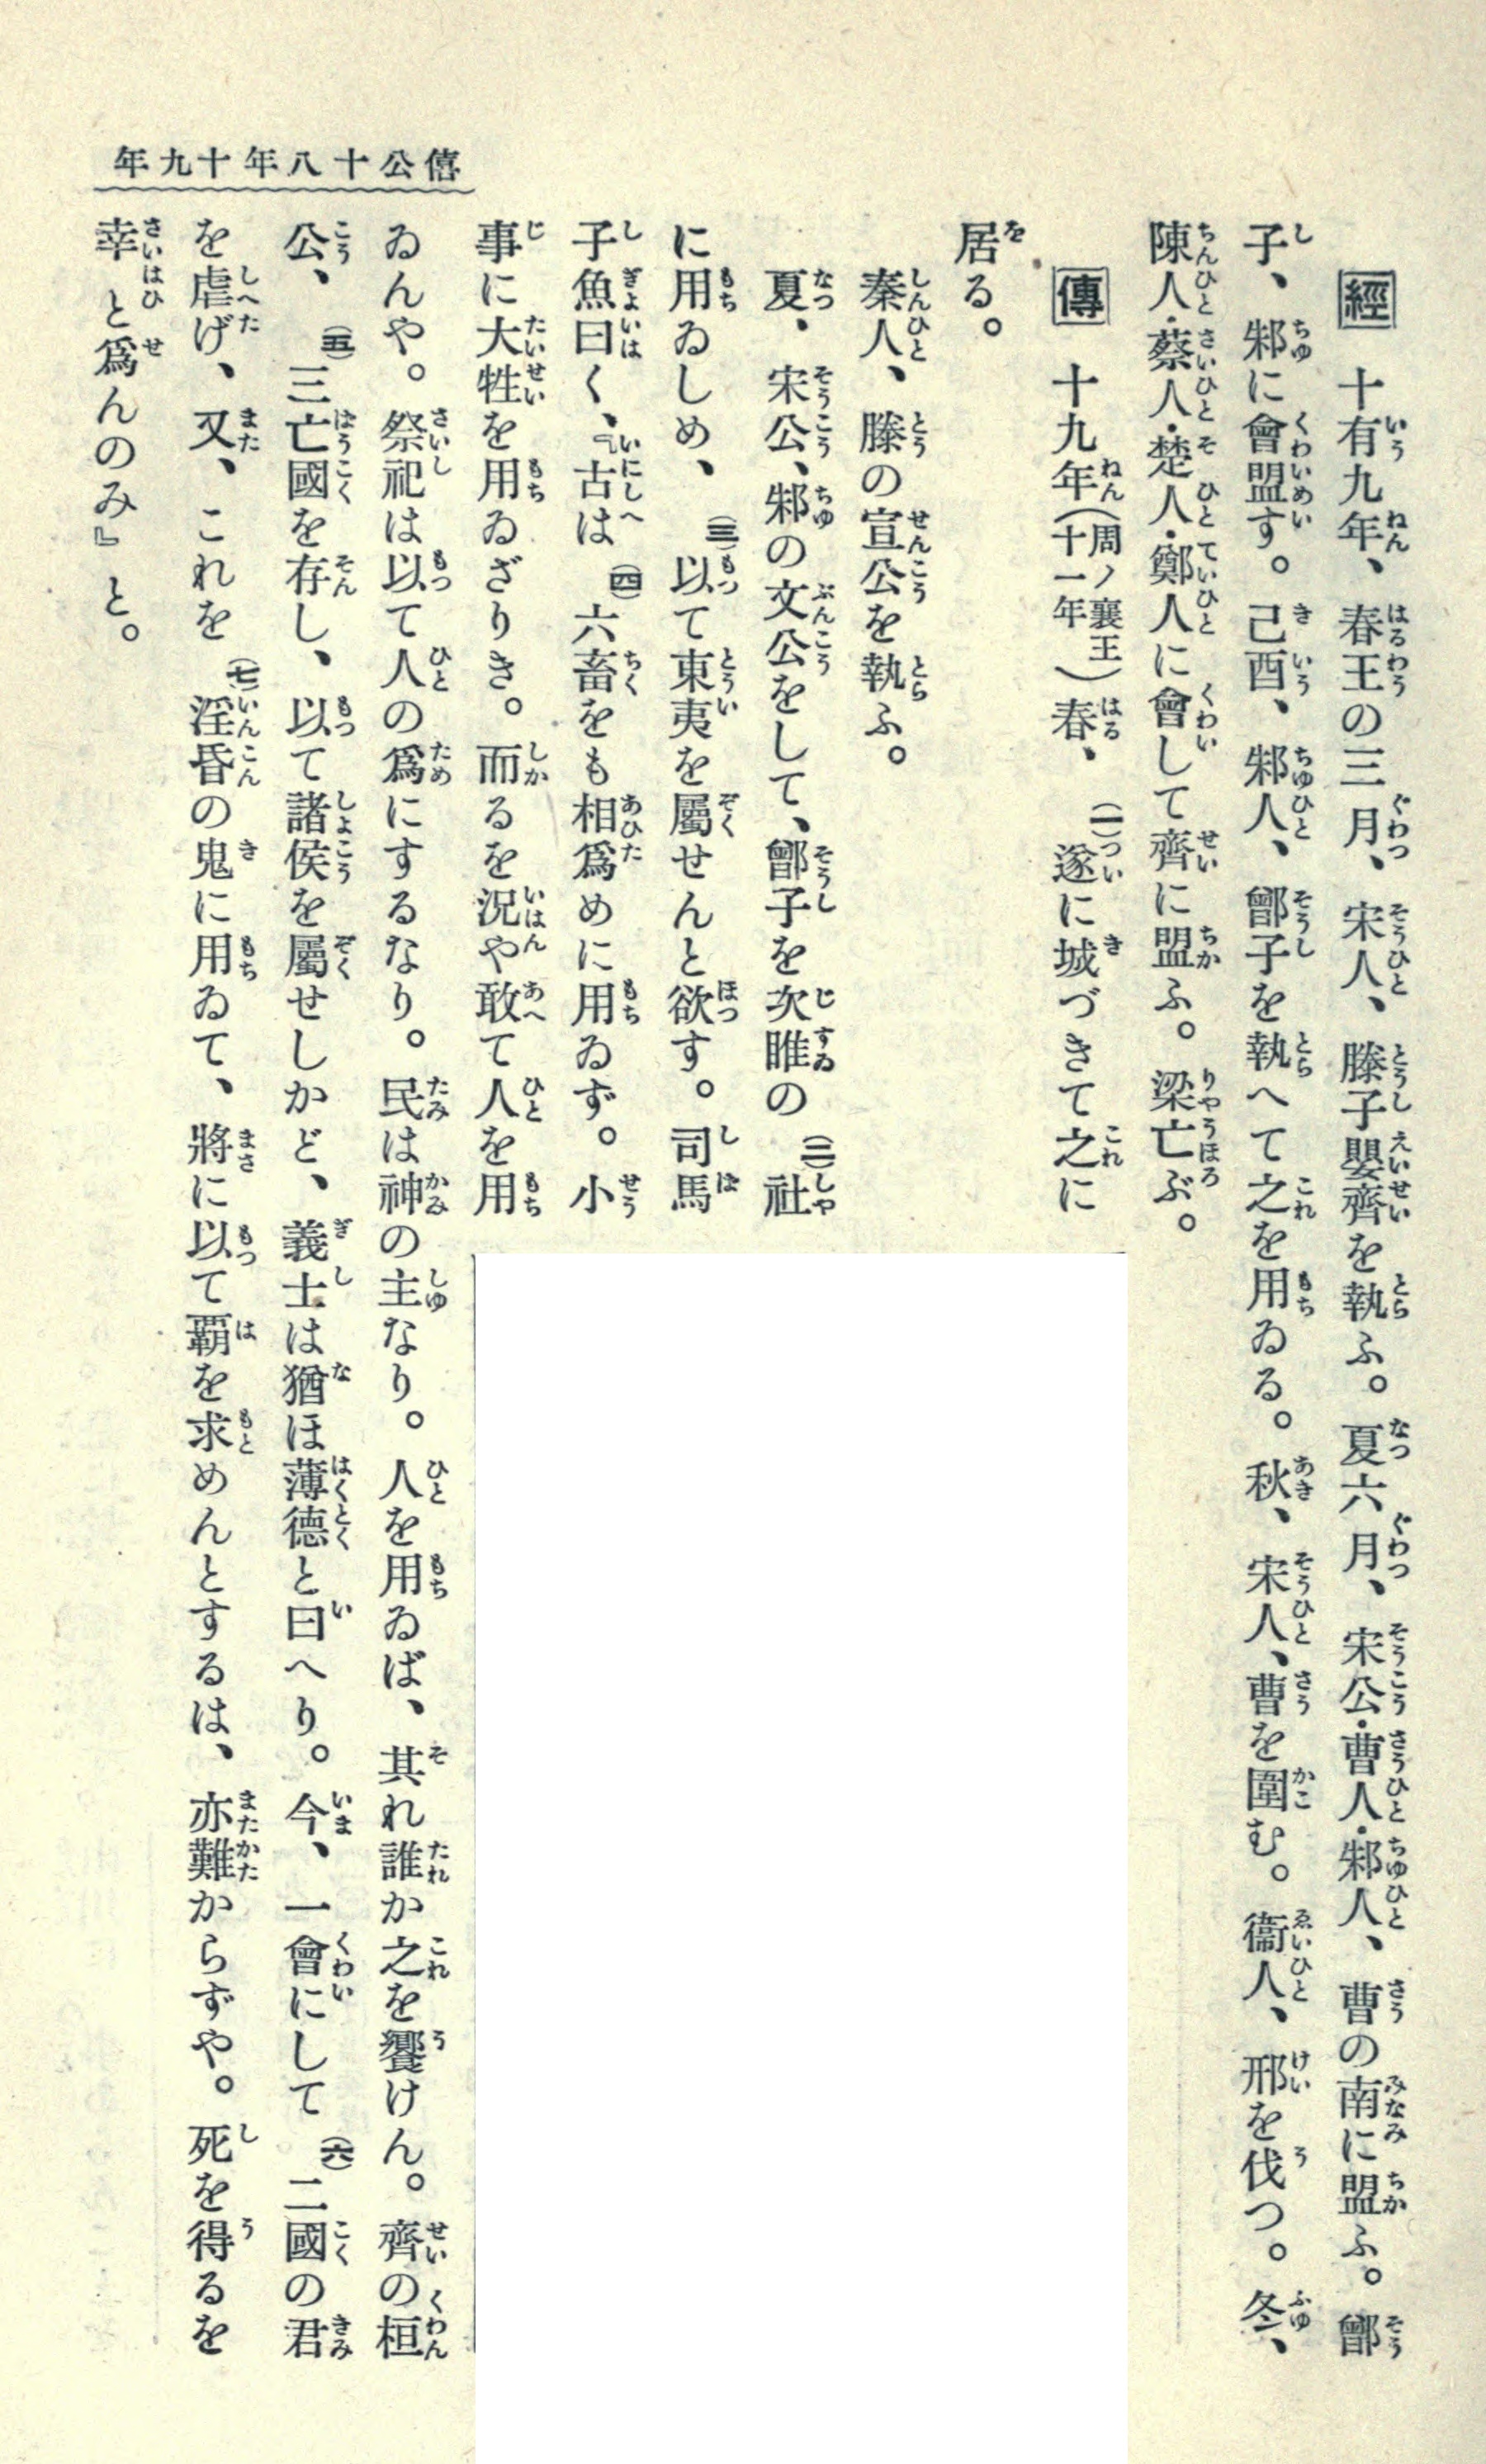 僖公十八年十九年
經 十有九年、春王の三月、宋人、滕子嬰齊を執ふ。夏六月、宋公・曹人・邾人、曹の南に盟ふ。鄫
子、邾に會盟す。己酉、邾人、鄫子を執へて之を用ゐる。秋、宋人、曹を圍む。衞人、邢を伐つ。冬、
陳人・蔡人・楚人・鄭人に會して齊に盟ふ。梁亡ぶ。
傳 十九年(周ノ襄王十一年)春、(一)遂に城づきて之に
居る。
秦人、滕の宣公を執ふ。
夏、宋公、邾の文公をして、鄫子を次睢の(二)社
に用ゐしめ、(三)以て東夷を屬せんと欲す。司馬
子魚曰く、『古は(四)六畜をも相爲めに用ゐず。小
事に大牲を用ゐざりき。而るを況や敢て人を用
ゐんや。祭祀は以て人の爲にするなり。民は神の主なり。人を用ゐば、其れ誰か之を饗けん。齊の桓
公、(五)三亡國を存し、以て諸侯を屬せしかど、義士は猶ほ薄德と曰へり。今、一會にして(六)二國の君
を虐げ、又、これを(七)淫昏の鬼に用ゐて、將に以て覇を求めんとするは、亦難からずや。死を得るを
幸と爲んのみ』と。